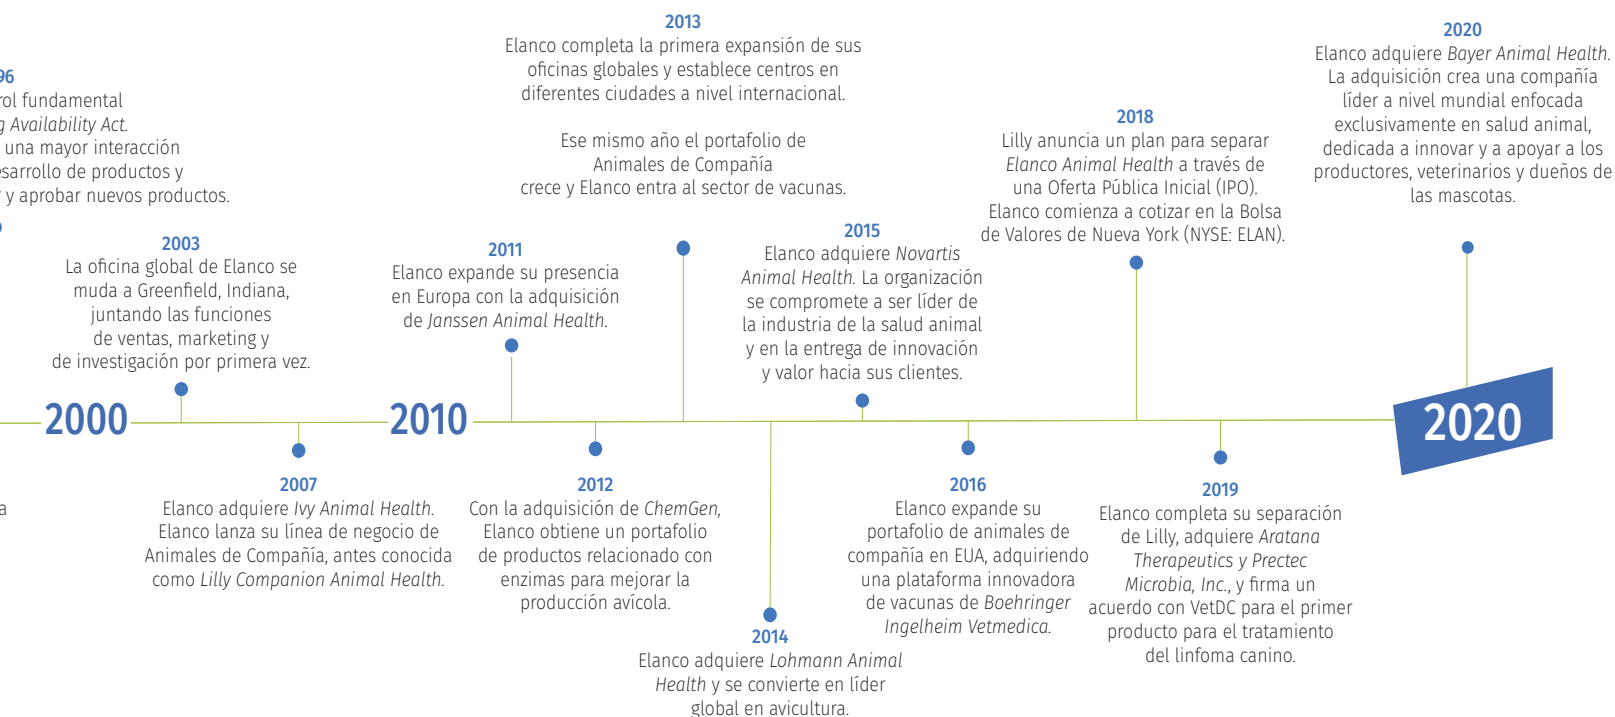 96
rol fundamental
g Availability Act.
una mayor interacción
esarrollo de productos y
y aprobar nuevos productos.
2003
La oficina global de Elanco se
muda a Greenfield, Indiana,
juntando las funciones
de ventas, marketing y
de investigación por primera vez.
2011
Elanco expande su presencia
en Europa con la adquisición
de Janssen Animal Health.
2013
Elanco completa la primera expansión de sus
oficinas globales y establece centros en
diferentes ciudades a nivel internacional.
Ese mismo año el portafolio de
Animales de Compañía
crece y Elanco entra al sector de vacunas.
2015
Elanco adquiere Novartis
Animal Health. La organización
se compromete a ser líder de
la industria de la salud animal
y en la entrega de innovación
y valor hacia sus clientes.
2018
Lilly anuncia un plan para separar
Elanco Animal Health a través de
una Oferta Pública Inicial (IPO).
Elanco comienza a cotizar en la Bolsa
de Valores de Nueva York (NYSE: ELAN).
2020
Elanco adquiere Bayer Animal Health.
La adquisición crea una compañía
líder a nivel mundial enfocada
exclusivamente en salud animal,
dedicada a innovar y a apoyar a los
productores, veterinarios y dueños de
las mascotas.
2000
2010
2020
a
2007
Elanco adquiere Ivy Animal Health.
Elanco lanza su línea de negocio de
Animales de Compañía, antes conocida
como Lilly Companion Animal Health.
2012
Con la adquisición de ChemGen,
Elanco obtiene un portafolio
de productos relacionado con
enzimas para mejorar la
producción avícola.
2014
Elanco adquiere Lohmann Animal
Health y se convierte en líder
global en avicultura.
2016
Elanco expande su
portafolio de animales de
compañía en EUA, adquiriendo
una plataforma innovadora
de vacunas de Boehringer
Ingelheim Vetmedica.
2019
Elanco completa su separación
de Lilly, adquiere Aratana
Therapeutics y Prectec
Microbia, Inc., y firma un
acuerdo con VetDC para el primer
producto para el tratamiento
del linfoma canino.